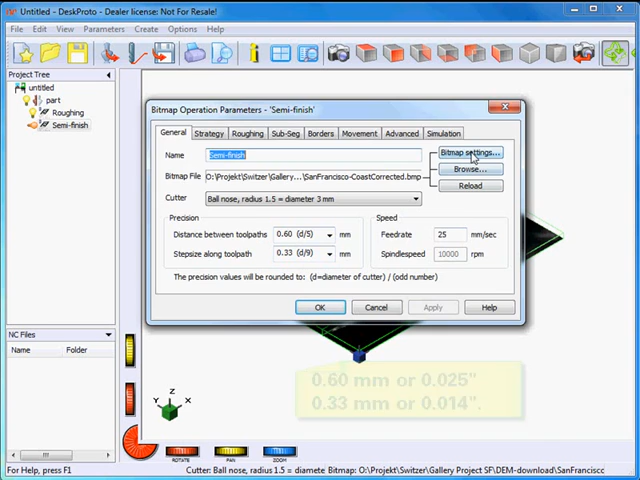 Untitled - DeskProto - Dealer license: Not For Resale!
File Edit View Parameters Create Options Help
Project Tree
untitled
part
Roughing
Semi-finish
NC Files
Name Folder
Bitmap Operation Parameters - 'Semi-finish'
General Strategy Roughing Sub-Seg Borders Movement Advanced Simulation
Name Semi-finish Bitmap settings...
Bitmap File O:\Projekt\Switzer\Gallery...\SanFrancisco-CoastCorrected.bmp Browse...
Reload
Cutter Ball nose, radius 1.5 = diameter 3 mm
Precision Speed
Distance between toolpaths 0.60 (d/5) mm Feedrate 25 mm/sec
Stepsize along toolpath 0.33 (d/9) mm Spindlespeed 10000 rpm
The precision values will be rounded to: (d=diameter of cutter) / (odd number)
OK Cancel Apply Help
0.60 mm or 0.025"
0.33 mm or 0.014".
Z
Y X
ROTATE PAN ZOOM
For Help, press F1 Cutter: Ball nose, radius 1.5 = diamete Bitmap: O:\Projekt\Switzer\Gallery Project SF\DEM-download\SanFrancisc